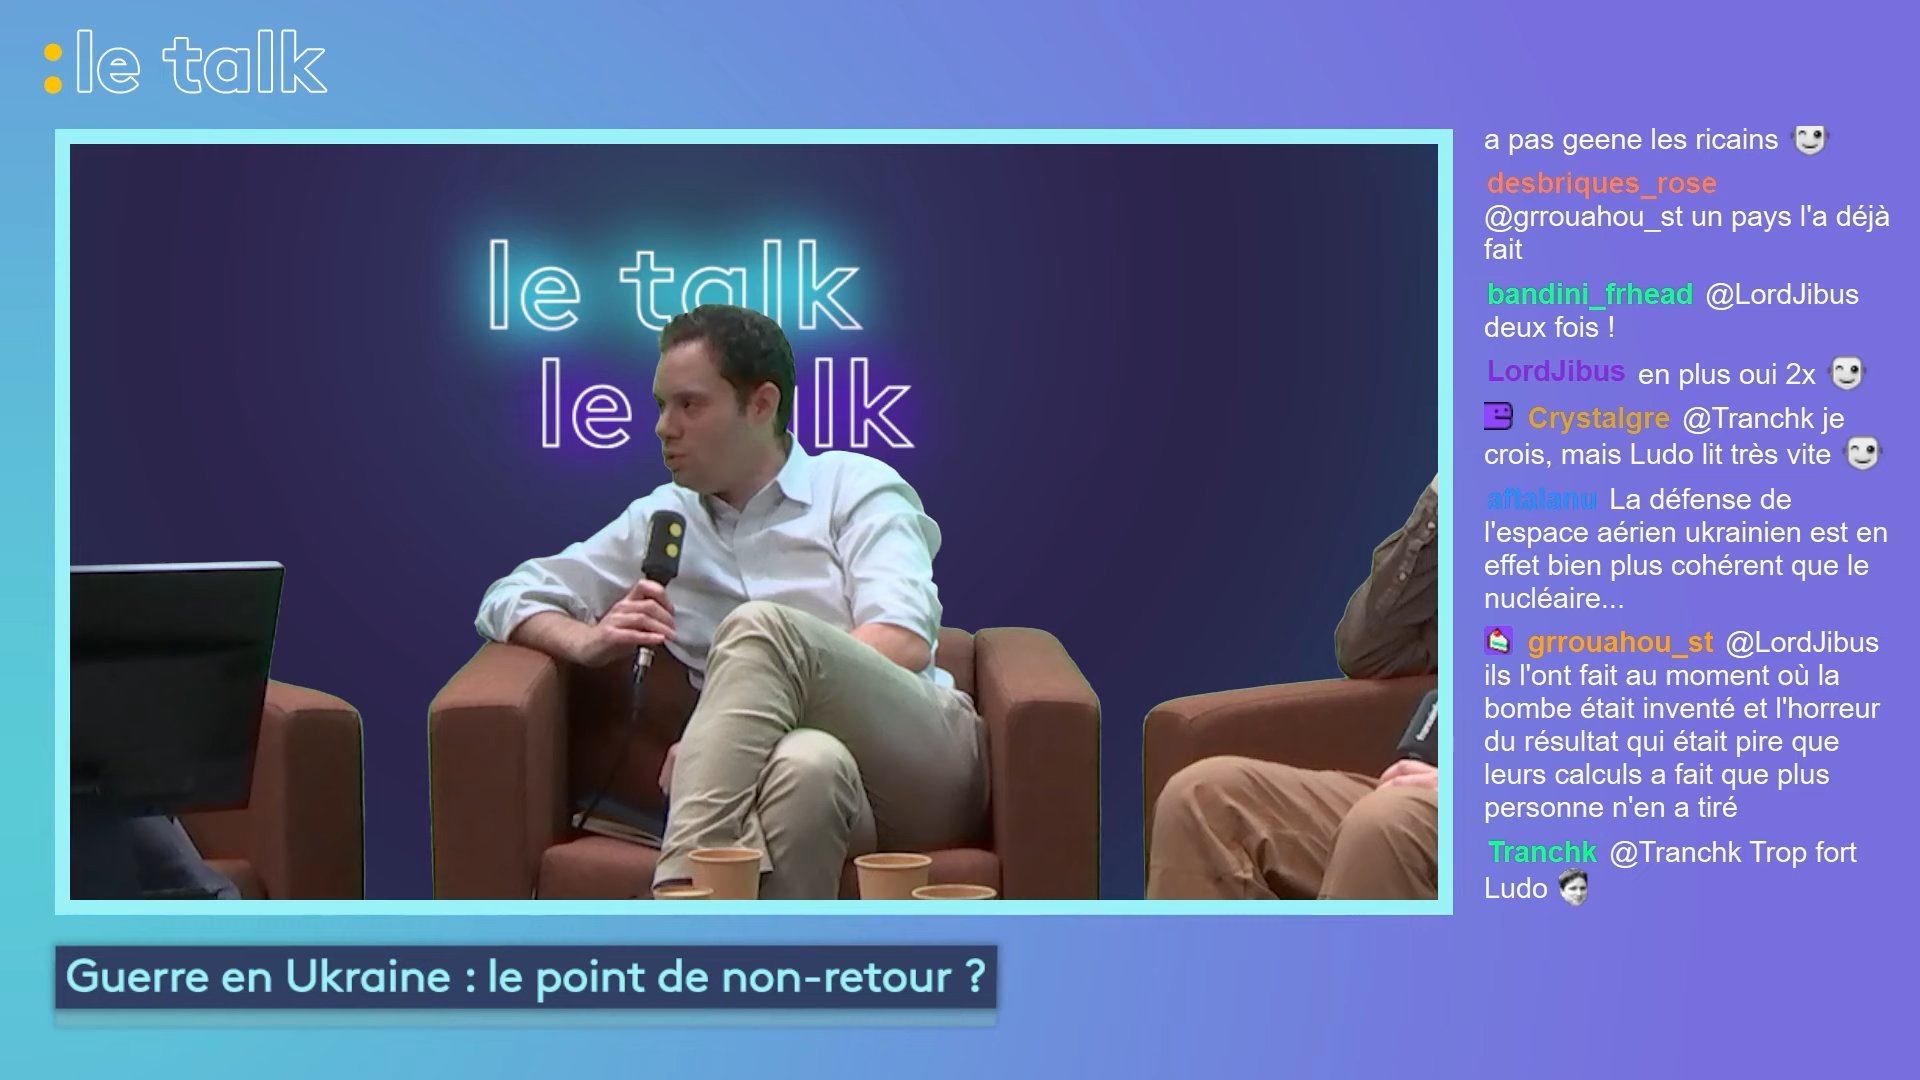 :le talk
le talk
le lk
a pas geene les ricains
desbriques_rose
@grrouahou_st un pays l'a déjà
fait
bandini_frhead @LordJibus
deux fois !
LordJibus en plus oui 2x
Crystalgre @Tranchk je
crois, mais Ludo lit très vite
aftalanu La défense de
l'espace aérien ukrainien est en
effet bien plus cohérent que le
nucléaire...
grrouahou_st @LordJibus
ils l'ont fait au moment où la
bombe était inventé et l'horreur
du résultat qui était pire que
leurs calculs a fait que plus
personne n'en a tiré
Tranchk @Tranchk Trop fort
Ludo
Guerre en Ukraine : le point de non-retour ?